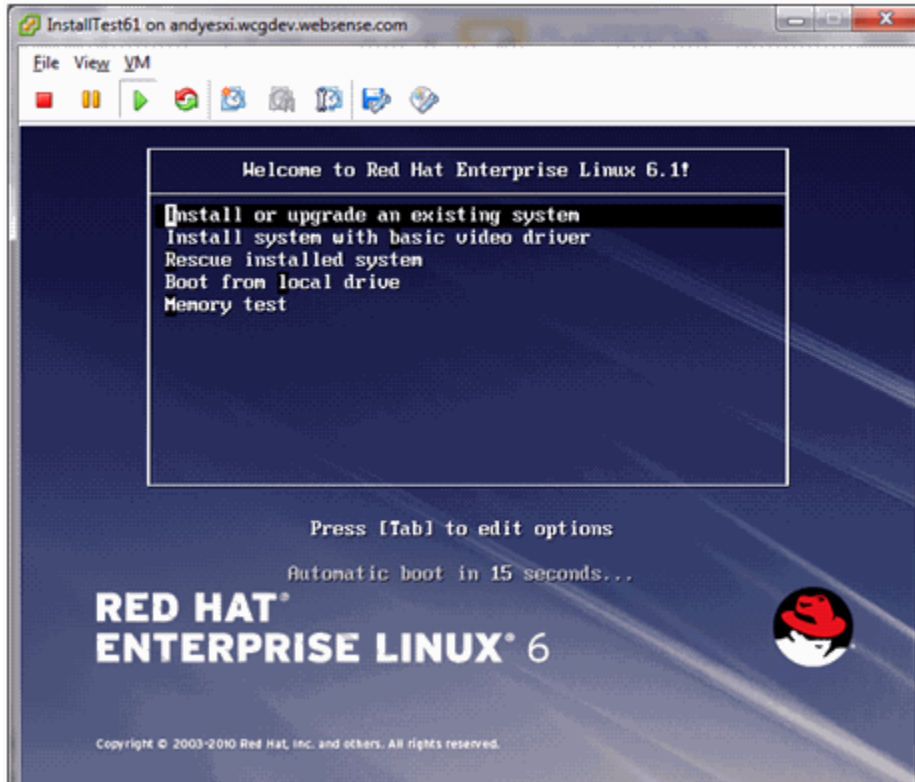 InstallTest61 on andyesxi.wcgdev.websense.com
File View VM
Welcome to Red Hat Enterprise Linux 6.1!
Install or upgrade an existing system
Install system with basic video driver
Rescue installed system
Boot from local drive
Memory test
Press [Tab] to edit options
Automatic boot in 15 seconds...
RED HAT®
ENTERPRISE LINUX® 6
Copyright © 2003-2010 Red Hat, Inc. and others. All rights reserved.